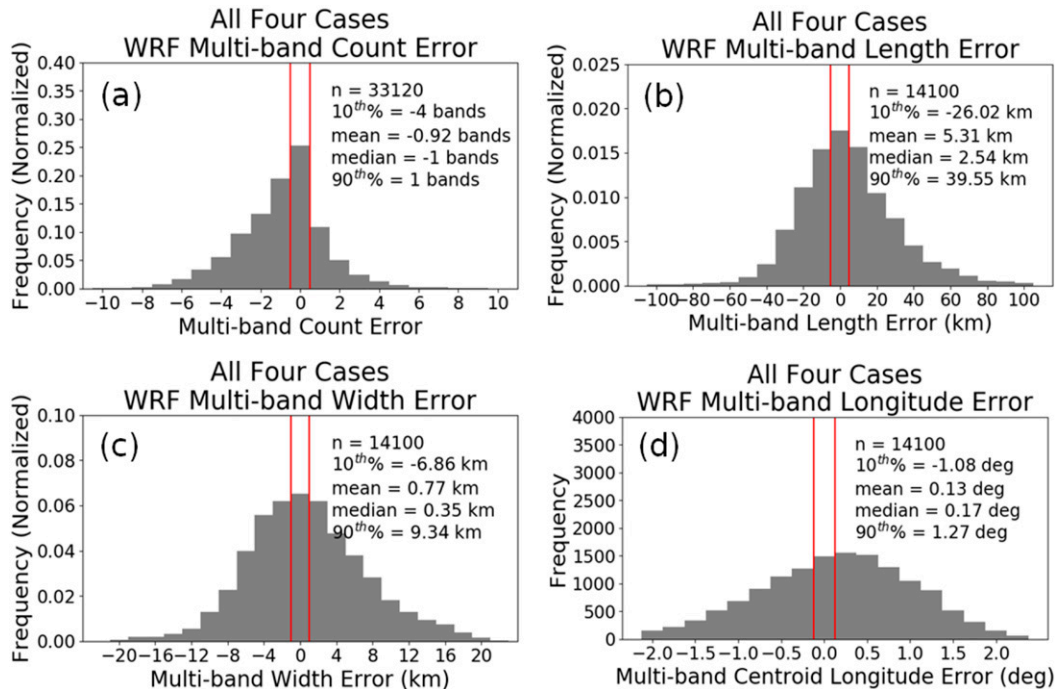 All Four Cases
WRF Multi-band Count Error
(a)
n = 33120
10th% = -4 bands
mean = -0.92 bands
median = -1 bands
90th% = 1 bands
Frequency (Normalized)
0.40
0.35
0.30
0.25
0.20
0.15
0.10
0.05
0.00
-10 -8 -6 -4 -2 0 2 4 6 8 10
Multi-band Count Error
All Four Cases
WRF Multi-band Length Error
(b)
n = 14100
10th% = -26.02 km
mean = 5.31 km
median = 2.54 km
90th% = 39.55 km
Frequency (Normalized)
0.025
0.020
0.015
0.010
0.005
0.000
-100 -80 -60 -40 -20 0 20 40 60 80 100
Multi-band Length Error (km)
All Four Cases
WRF Multi-band Width Error
(c)
n = 14100
10th% = -6.86 km
mean = 0.77 km
median = 0.35 km
90th% = 9.34 km
Frequency (Normalized)
0.10
0.08
0.06
0.04
0.02
0.00
-20 -16 -12 -8 -4 0 4 8 12 16 20
Multi-band Width Error (km)
All Four Cases
WRF Multi-band Longitude Error
(d)
n = 14100
10th% = -1.08 deg
mean = 0.13 deg
median = 0.17 deg
90th% = 1.27 deg
Frequency
4000
3500
3000
2500
2000
1500
1000
500
0
-2.0 -1.5 -1.0 -0.5 0.0 0.5 1.0 1.5 2.0
Multi-band Centroid Longitude Error (deg)